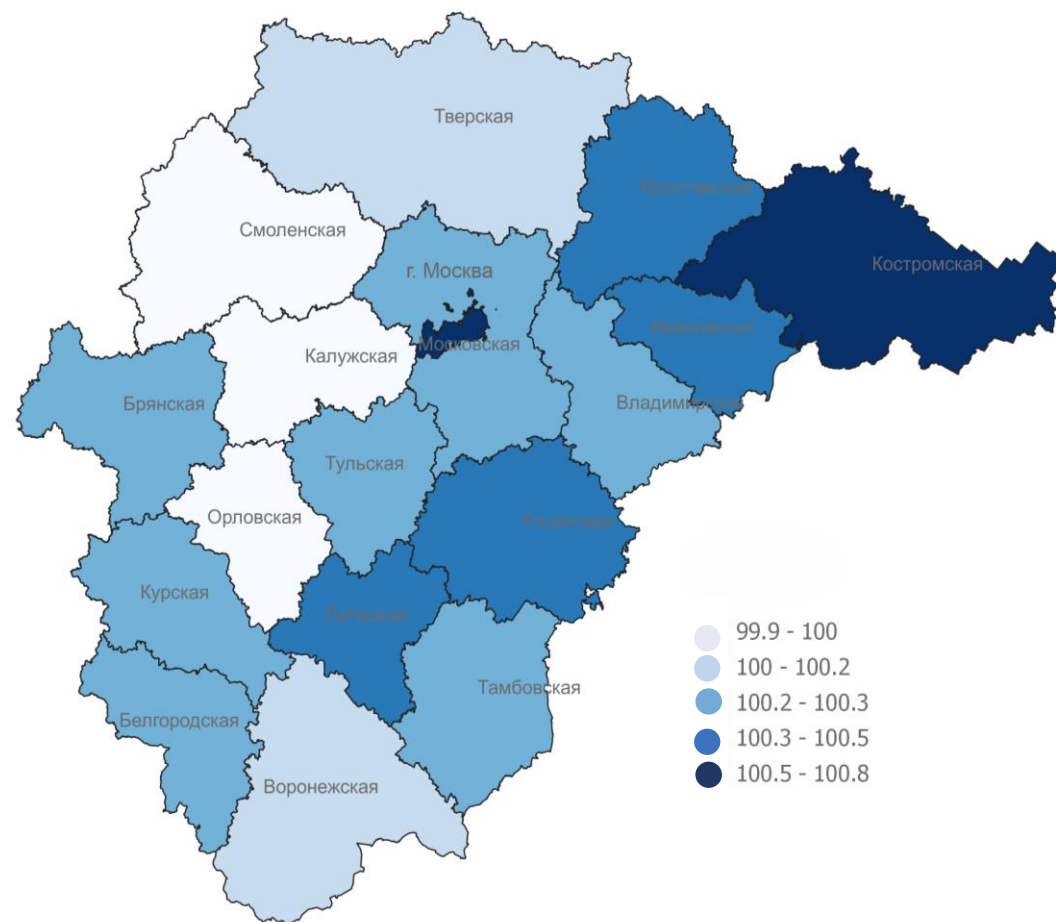 Тверская
Ярославская
Смоленская
Костромская
г. Москва
Ивановская
Московская
Калужская
Брянская
Владимирская
Тульская
Орловская
Рязанская
Курская
Липецкая
Тамбовская
Белгородская
Воронежская
99.9 - 100
100 - 100.2
100.2 - 100.3
100.3 - 100.5
100.5 - 100.8